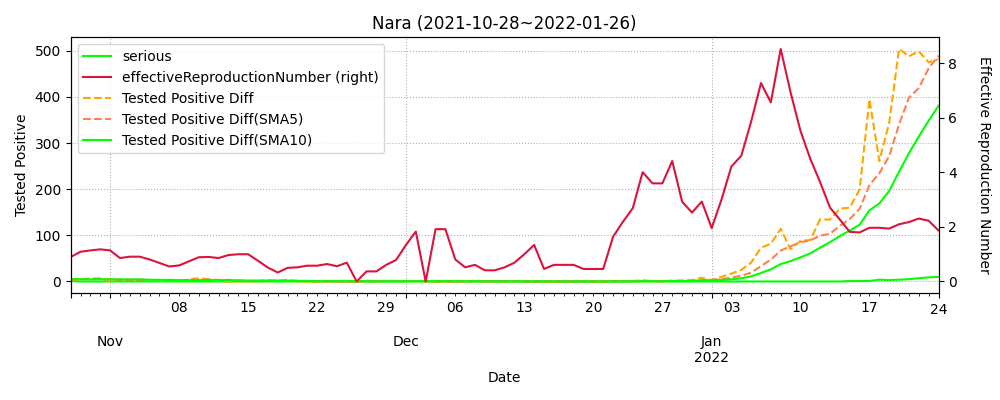 Nara (2021-10-28~2022-01-26)
serious
effectiveReproductionNumber (right)
Tested Positive Diff
Tested Positive Diff(SMA5)
Tested Positive Diff(SMA10)
Tested Positive
500
400
300
200
100
0
8
6
4
2
0
Effective Reproduction Number
08 15 22 29 06 13 20 27 03 10 17 24
Nov Dec Jan
2022
Date